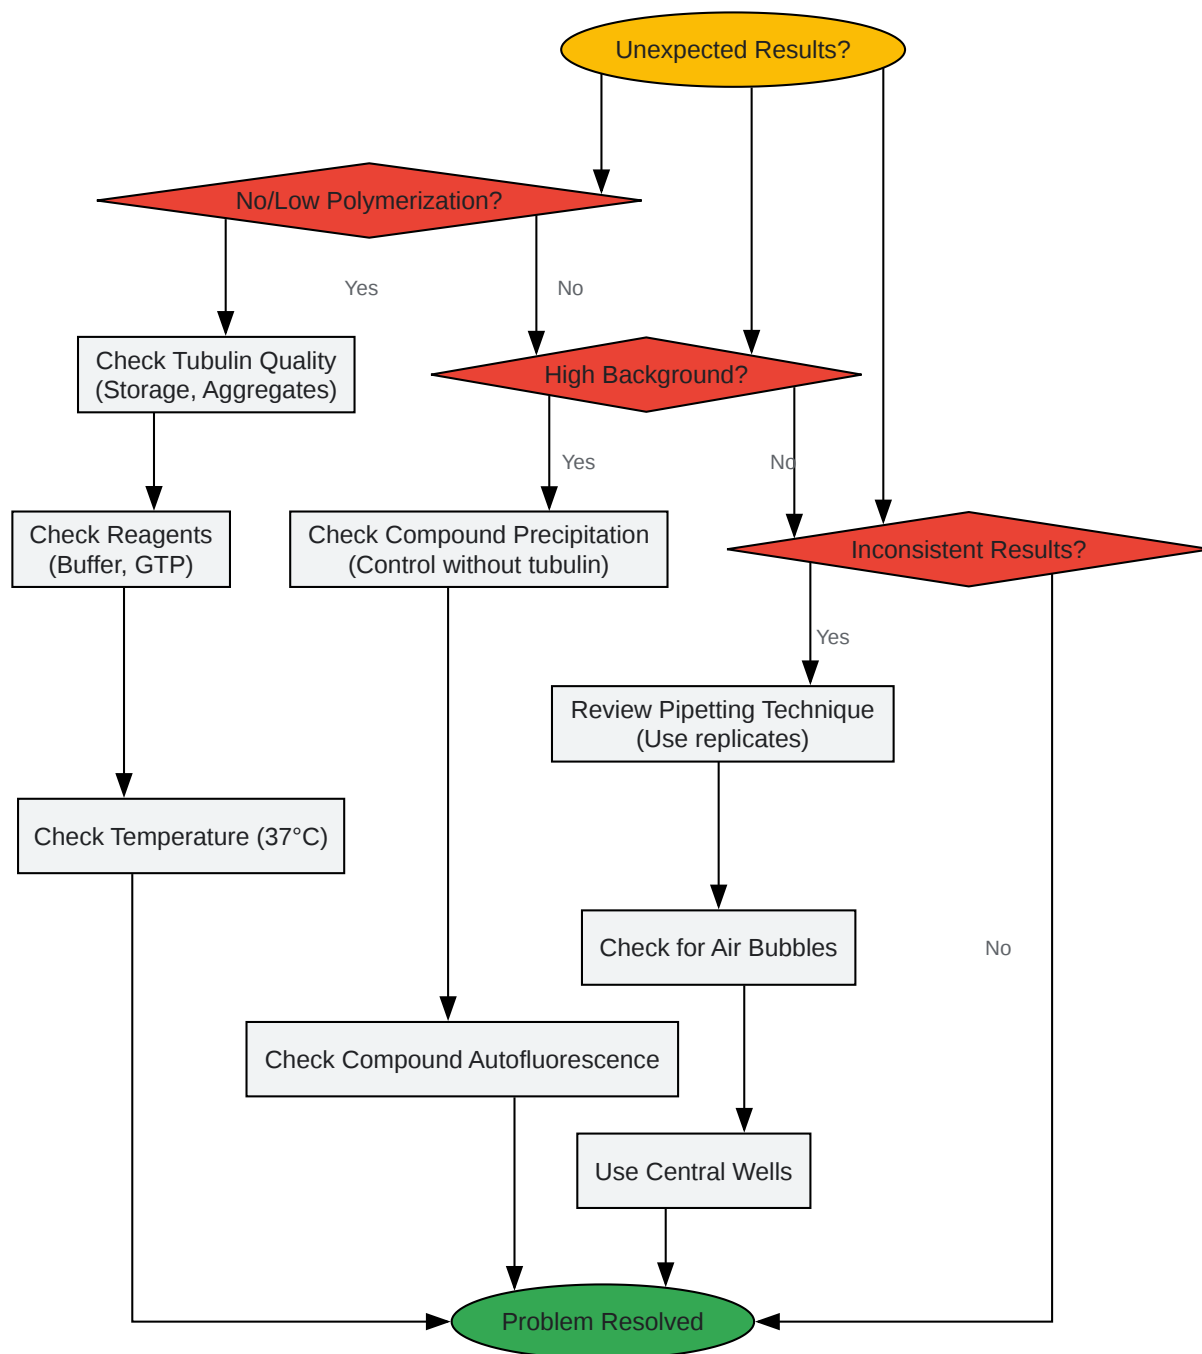 Unexpected Results?
No/Low Polymerization?
Yes
No
Check Tubulin Quality
(Storage, Aggregates)
High Background?
Yes
No
Check Reagents
(Buffer, GTP)
Check Compound Precipitation
(Control without tubulin)
Inconsistent Results?
Yes
Review Pipetting Technique
(Use replicates)
Check Temperature (37°C)
Check for Air Bubbles
No
Check Compound Autofluorescence
Use Central Wells
Problem Resolved